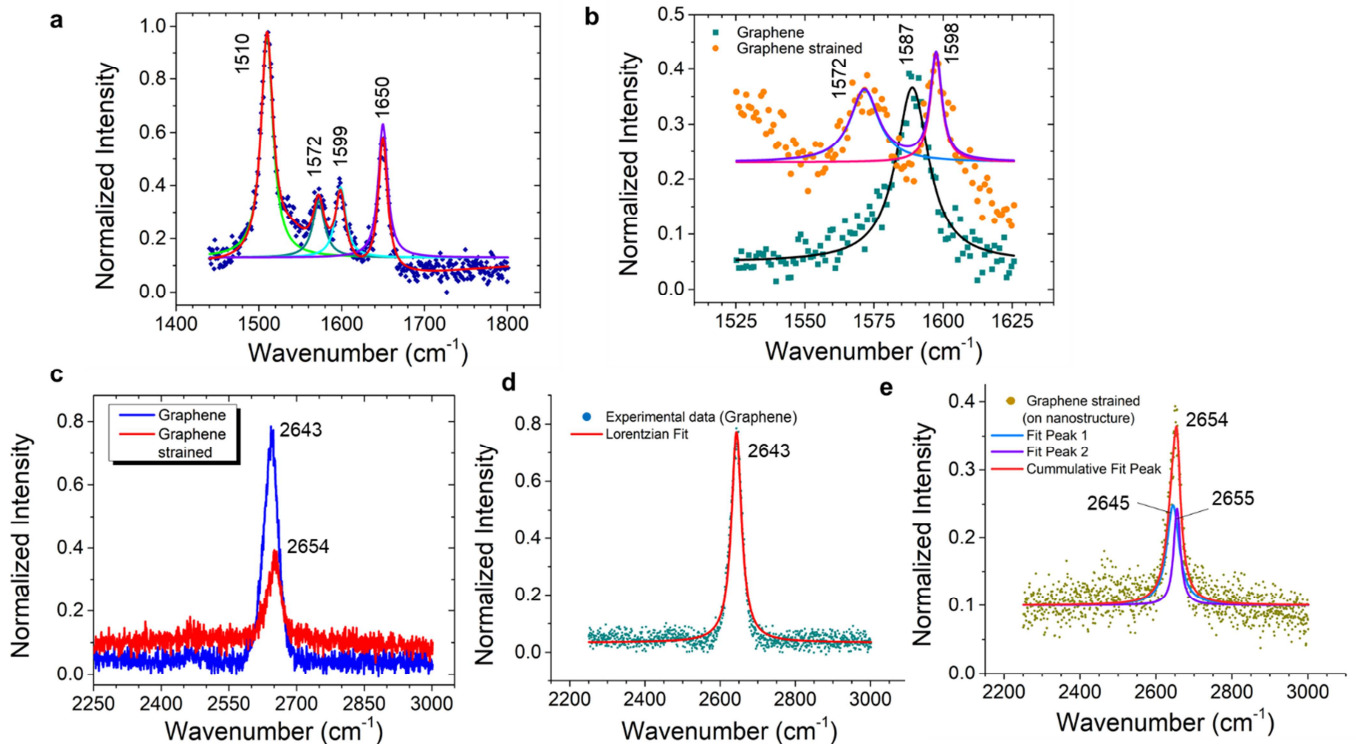 a
1.0
0.8
0.6
0.4
0.2
0.0
Normalized Intensity
1510
1572
1599
1650
1400 1500 1600 1700 1800
Wavenumber (cm-1)
b
0.5
0.4
0.3
0.2
0.1
0.0
Normalized Intensity
Graphene
Graphene strained
1572
1587
1598
1525 1550 1575 1600 1625
Wavenumber (cm-1)
c
0.8
0.6
0.4
0.2
0.0
Normalized Intensity
Graphene
Graphene
strained
2643
2654
2250 2400 2550 2700 2850 3000
Wavenumber (cm-1)
d
0.8
0.6
0.4
0.2
0.0
Normalized Intensity
Experimental data (Graphene)
Lorentzian Fit
2643
2200 2400 2600 2800 3000
Wavenumber (cm-1)
e
0.4
0.3
0.2
0.1
0.0
Normalized Intensity
Graphene strained
(on nanostructure)
Fit Peak 1
Fit Peak 2
Cummulative Fit Peak
2654
2645
2655
2200 2400 2600 2800 3000
Wavenumber (cm-1)